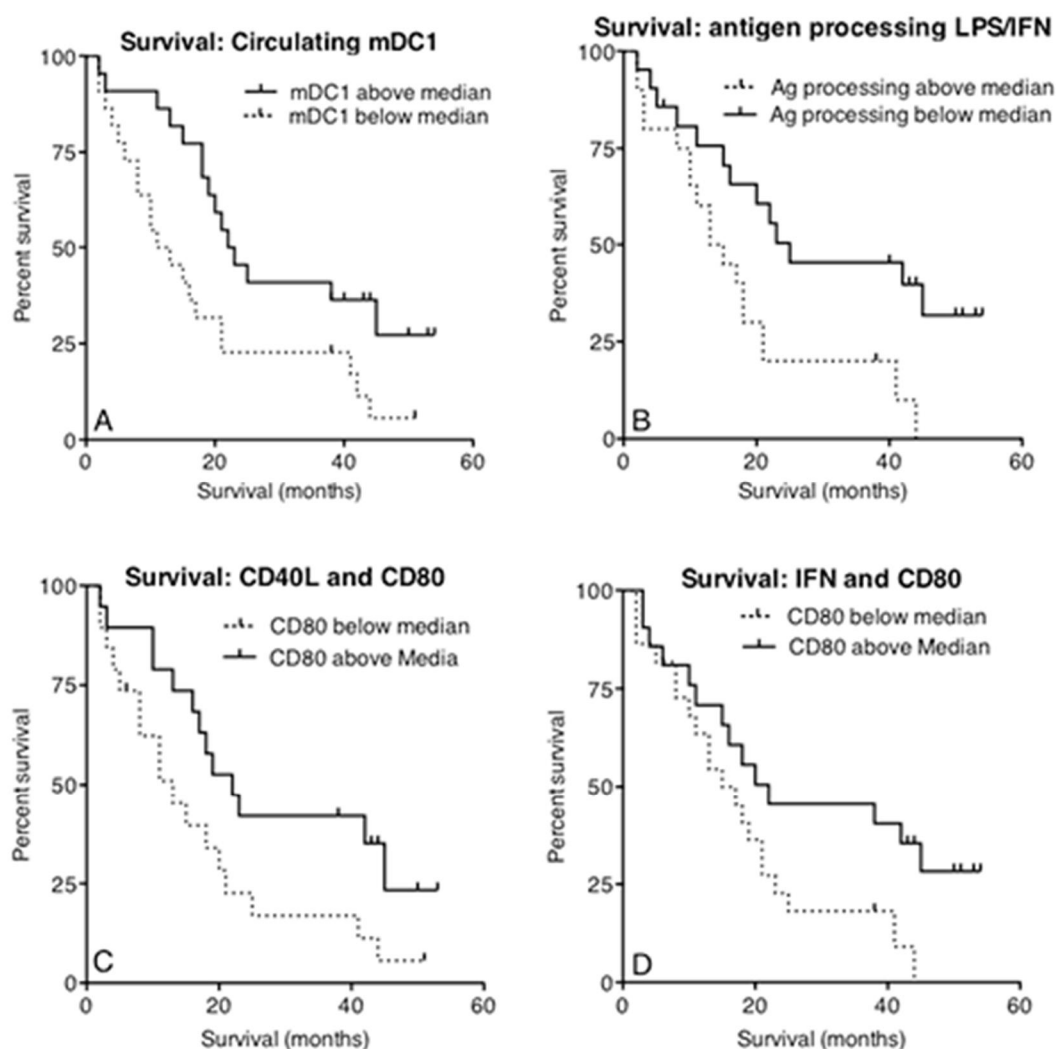 Survival: Circulating mDC1
100
75
50
25
0
Percent survival
mDC1 above median
mDC1 below median
A
0 20 40 60
Survival (months)
Survival: antigen processing LPS/IFN
100
75
50
25
0
Percent survival
Ag processing above median
Ag processing below median
B
0 20 40 60
Survival (months)
Survival: CD40L and CD80
100
75
50
25
0
Percent survival
CD80 below median
CD80 above Media
C
0 20 40 60
Survival (months)
Survival: IFN and CD80
100
75
50
25
0
Percent survival
CD80 below median
CD80 above Median
D
0 20 40 60
Survival (months)